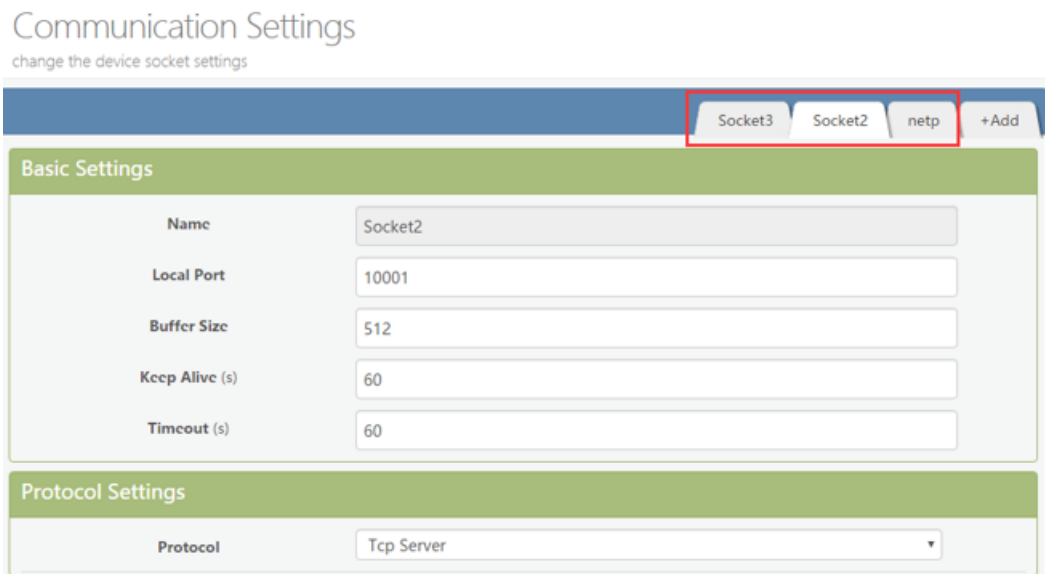 Communication Settings
change the device socket settings
Socket3 Socket2 netp +Add
Basic Settings
Name Socket2
Local Port 10001
Buffer Size 512
Keep Alive (s) 60
Timeout (s) 60
Protocol Settings
Protocol Tcp Server